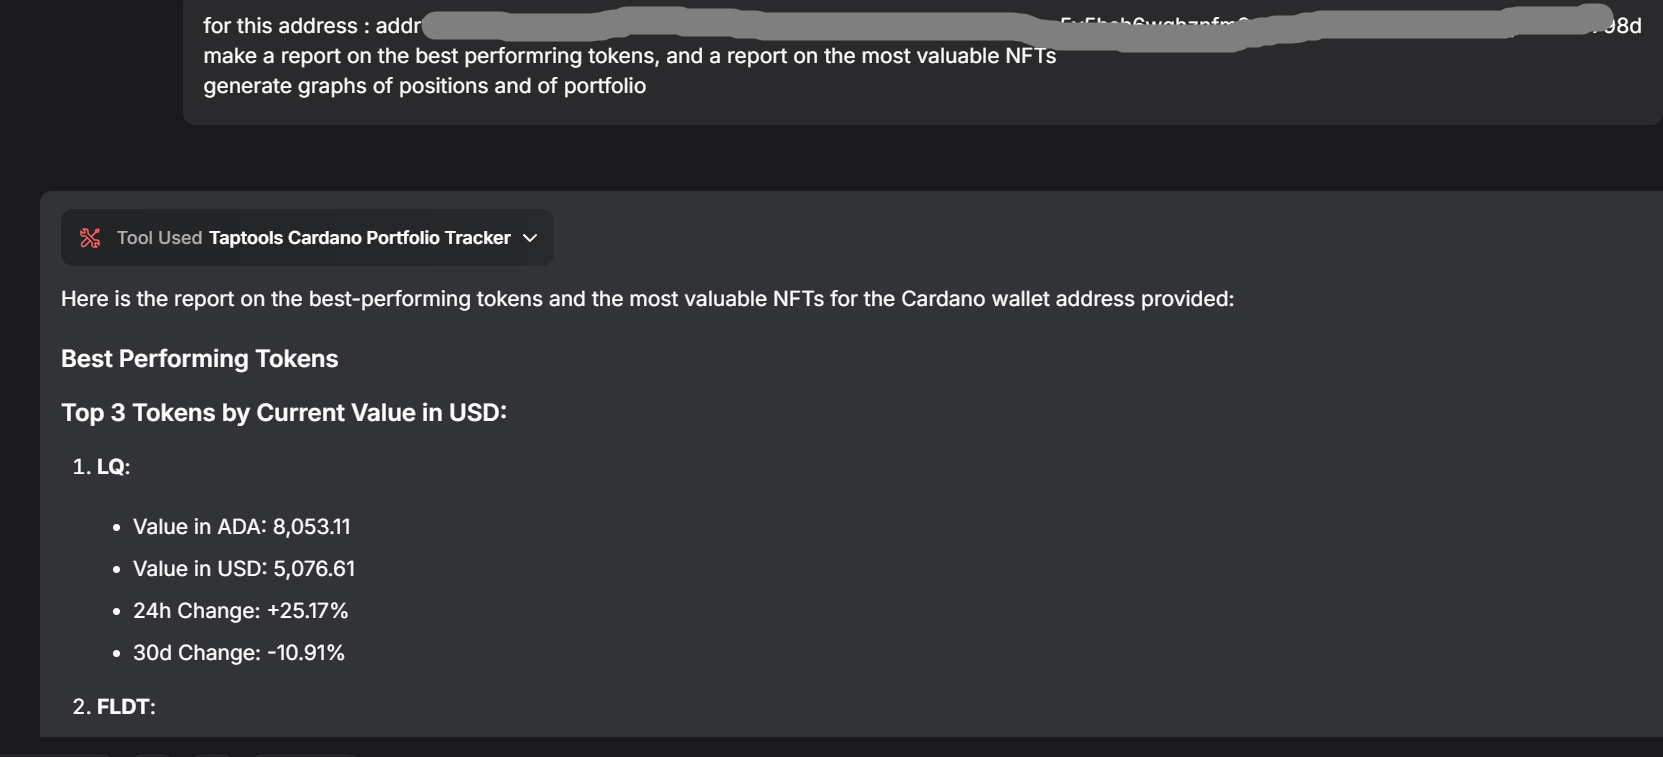 for this address : addr 98d
make a report on the best performring tokens, and a report on the most valuable NFTs
generate graphs of positions and of portfolio
Tool Used Taptools Cardano Portfolio Tracker
Here is the report on the best-performing tokens and the most valuable NFTs for the Cardano wallet address provided:
Best Performing Tokens
Top 3 Tokens by Current Value in USD:
1. LQ:
• Value in ADA: 8,053.11
• Value in USD: 5,076.61
• 24h Change: +25.17%
• 30d Change: -10.91%
2. FLDT: